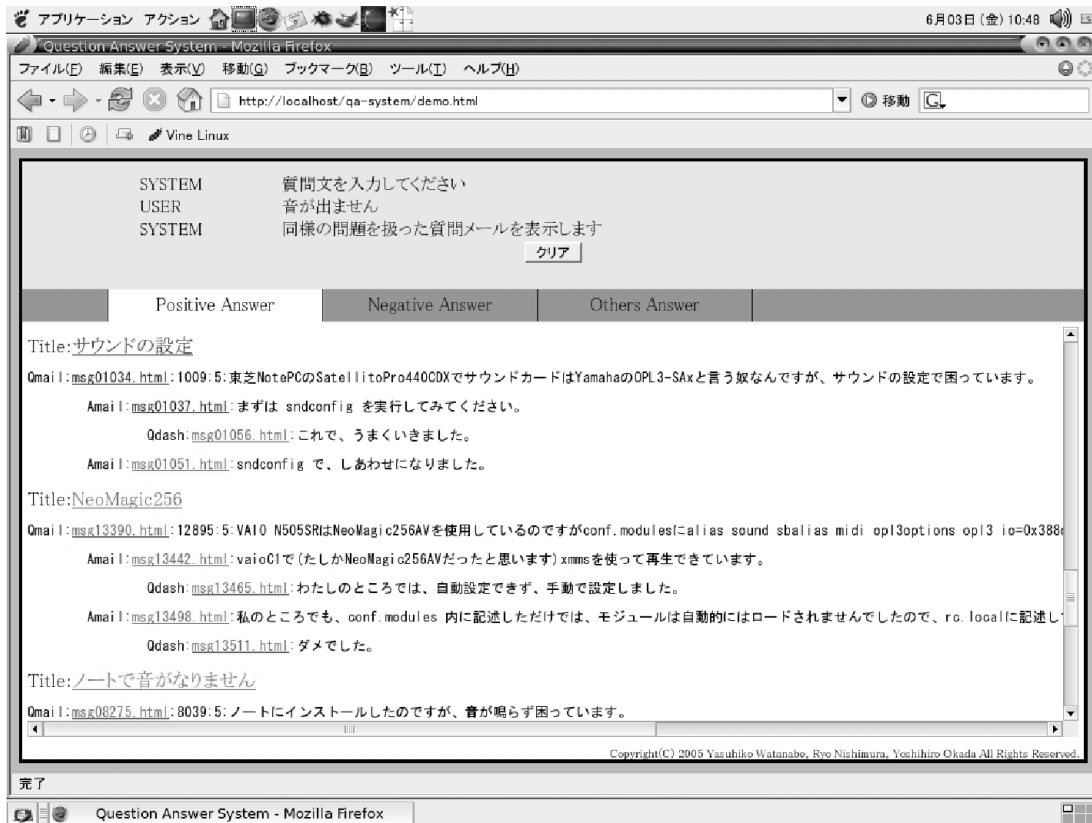 アプリケーション アクション 6月03日 (金) 10:48
Question Answer System - Mozilla Firefox
ファイル(F) 編集(E) 表示(V) 移動(G) ブックマーク(B) ツール(T) ヘルプ(H)
http://localhost/qa-system/demo.html 移動
Vine Linux
SYSTEM 質問文を入力してください
USER 音が出ません
SYSTEM 同様の問題を扱った質問メールを表示します
クリア
Positive Answer Negative Answer Others Answer
Title:サウンドの設定
Qmail:msg01034.html:1009:5:東芝NotePCのSatellitoPro440CDXでサウンドカードはYamahaのOPL3-SAxと言う奴なんですが、サウンドの設定で困っています。
Amail:msg01037.html:まずは sndconfig を実行してみてください。
Qdash:msg01056.html:これで、うまくいきました。
Amail:msg01051.html:sndconfig で、しあわせになりました。
Title:NeoMagic256
Qmail:msg13390.html:12895:5:VAIO N505SRはNeoMagic256AVを使用しているのですがconf.modulesにalias sound sbalias midi opl3options opl3 io=0x388
Amail:msg13442.html:vaioC1で(たしかNeoMagic256AVだったと思います)xmmsを使って再生できています。
Qdash:msg13465.html:わたしのところでは、自動設定できず、手動で設定しました。
Amail:msg13498.html:私のところでも、conf.modules 内に記述しただけでは、モジュールは自動的にはロードされませんでしたので、rc.localに記述し
Qdash:msg13511.html:ダメでした。
Title:ノートで音がなりません
Qmail:msg08275.html:8039:5:ノートにインストールしたのですが、音が鳴らず困っています。
Copyright(C) 2005 Yasuhiko Watanabe, Ryo Nishimura, Yoshihiro Okada All Rights Reserved.
完了
Question Answer System - Mozilla Firefox